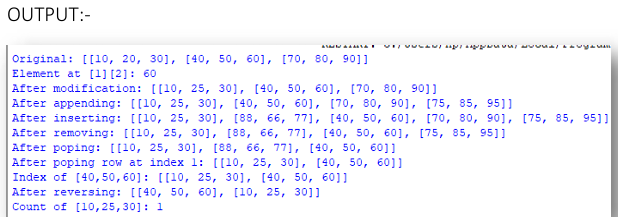 OUTPUT:-
Original: [[10, 20, 30], [40, 50, 60], [70, 80, 90]]
Element at [1][2]: 60
After modification: [[10, 25, 30], [40, 50, 60], [70, 80, 90]]
After appending: [[10, 25, 30], [40, 50, 60], [70, 80, 90], [75, 85, 95]]
After inserting: [[10, 25, 30], [88, 66, 77], [40, 50, 60], [70, 80, 90], [75, 85, 95]]
After removing: [[10, 25, 30], [88, 66, 77], [40, 50, 60], [75, 85, 95]]
After poping: [[10, 25, 30], [88, 66, 77], [40, 50, 60]]
After poping row at index 1: [[10, 25, 30], [40, 50, 60]]
Index of [40,50,60]: [[10, 25, 30], [40, 50, 60]]
After reversing: [[40, 50, 60], [10, 25, 30]]
Count of [10,25,30]: 1